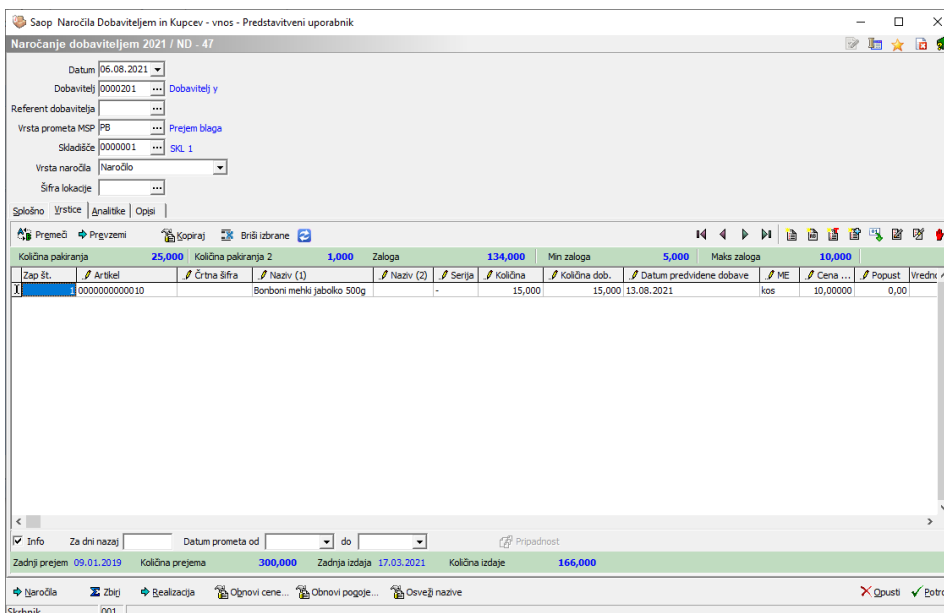 Saop Naročila Dobaviteljem in Kupcev - vnos - Predstavitveni uporabnik
Naročanje dobaviteljem 2021 / ND - 47
Datum 06.08.2021
Dobavitelj 0000201 ... Dobavitelj y
Referent dobavitelja ...
Vrsta prometa MSP PB ... Prejem blaga
Skladišče 0000001 ... SKL 1
Vrsta naročila Naročilo
Šifra lokacije ...
Splošno Vrstice Analitike Opisi
Premeči Prevzemi Kopiraj Briši izbrane
Količina pakiranja 25,000 Količina pakiranja 2 1,000 Zaloga 134,000 Min zaloga 5,000 Maks zaloga 10,000
Zap št. Artikel Črtna šifra Naziv (1) Naziv (2) Serija Količina Količina dob. Datum predvidene dobave ME Cena ... Popust Vredno
1 0000000000010 Bonboni mehki jabolko 500g - 15,000 15,000 13.08.2021 kos 10,00000 0,00
Info Za dni nazaj Datum prometa od do Pripadnost
Zadnji prejem 09.01.2019 Količina prejema 300,000 Zadnja izdaja 17.03.2021 Količina izdaje 166,000
Naročila Zbirj Realizacija Obnovi cene... Obnovi pogoje... Osveži nazive Opusti Potrd
Skrbnik 001